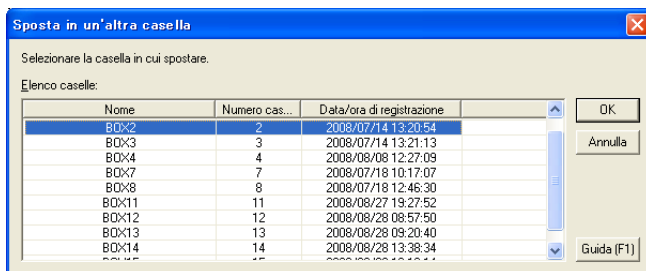 Sposta in un'altra casella
Selezionare la casella in cui spostare.
Elenco caselle:
Nome Numero cas... Data/ora di registrazione
BOX2 2 2008/07/14 13:20:54 OK
BOX3 3 2008/07/14 13:21:13 Annulla
BOX4 4 2008/08/08 12:27:09
BOX7 7 2008/07/18 10:17:07
BOX8 8 2008/07/18 12:46:30
BOX11 11 2008/08/27 19:27:52
BOX12 12 2008/08/28 08:57:50
BOX13 13 2008/08/28 09:20:40
BOX14 14 2008/08/28 13:38:34 Guida (F1)